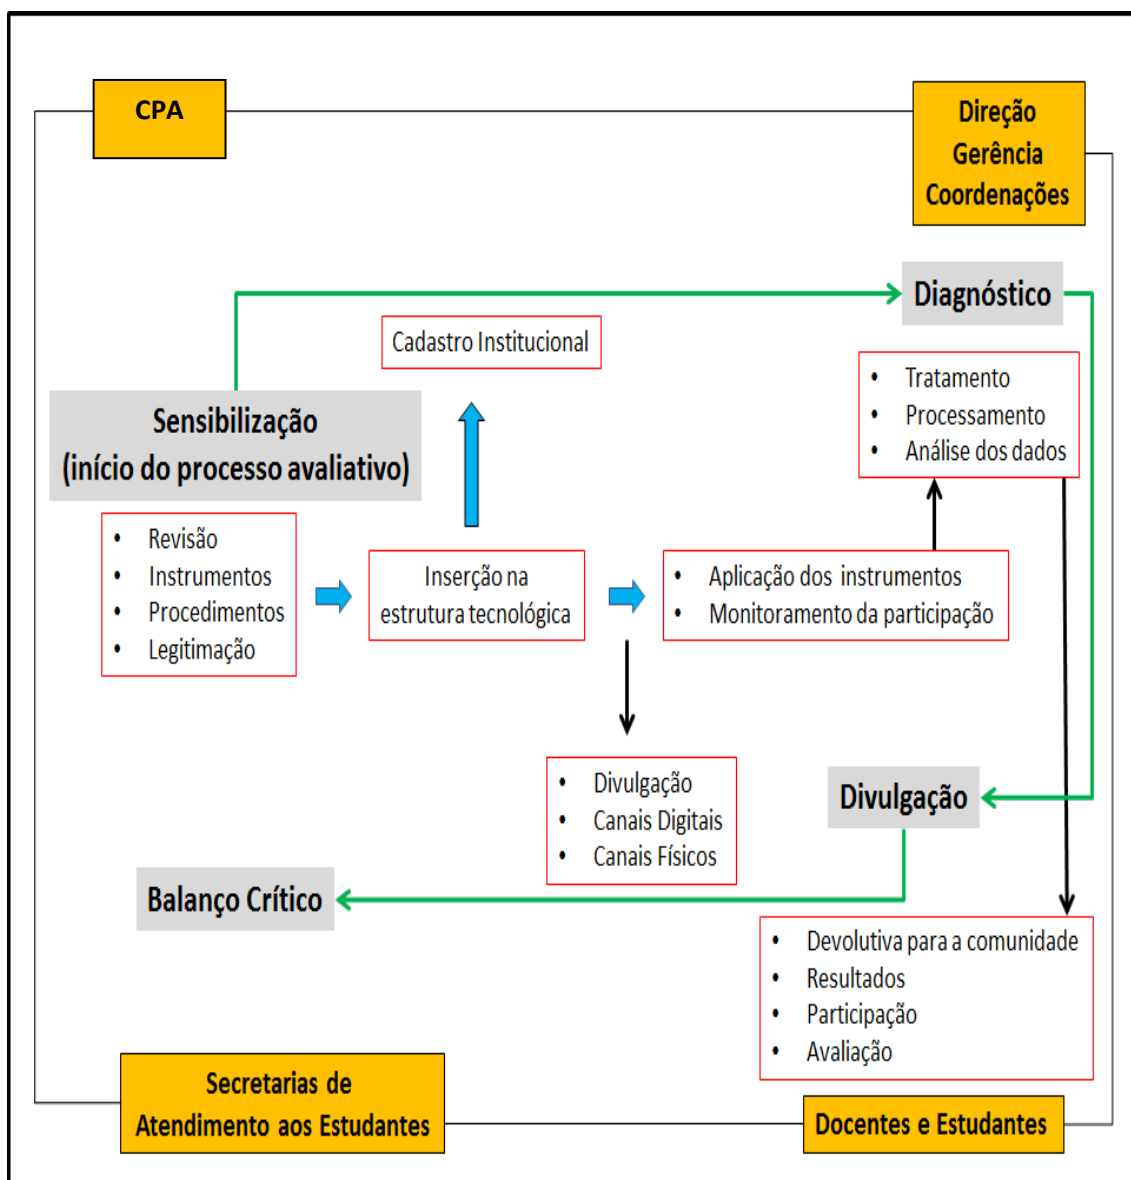 CPA
Direção
Gerência
Coordenações
Diagnóstico
Cadastro Institucional
• Tratamento
• Processamento
• Análise dos dados
Sensibilização
(início do processo avaliativo)
• Revisão
• Instrumentos
• Procedimentos
• Legitimação
Inserção na
estrutura tecnológica
• Aplicação dos instrumentos
• Monitoramento da participação
• Divulgação
• Canais Digitais
• Canais Físicos
Divulgação
Balanço Crítico
• Devolutiva para a comunidade
• Resultados
• Participação
• Avaliação
Secretarias de
Atendimento aos Estudantes
Docentes e Estudantes